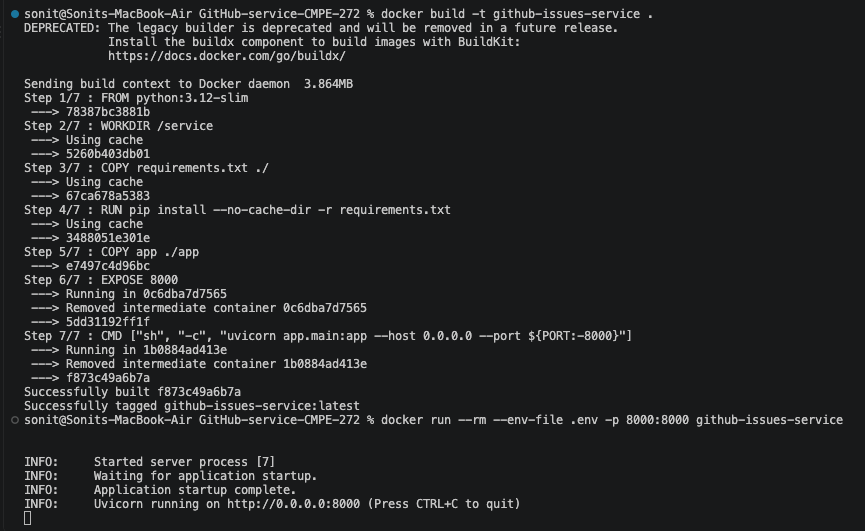 sonit@Sonits-MacBook-Air GitHub-service-CMPE-272 % docker build -t github-issues-service .
DEPRECATED: The legacy builder is deprecated and will be removed in a future release.
            Install the buildx component to build images with BuildKit:
            https://docs.docker.com/go/buildx/

Sending build context to Docker daemon  3.864MB
Step 1/7 : FROM python:3.12-slim
 ---> 78387bc3881b
Step 2/7 : WORKDIR /service
 ---> Using cache
 ---> 5260b403db01
Step 3/7 : COPY requirements.txt ./
 ---> Using cache
 ---> 67ca678a5383
Step 4/7 : RUN pip install --no-cache-dir -r requirements.txt
 ---> Using cache
 ---> 3488051e301e
Step 5/7 : COPY app ./app
 ---> e7497c4d96bc
Step 6/7 : EXPOSE 8000
 ---> Running in 0c6dba7d7565
 ---> Removed intermediate container 0c6dba7d7565
 ---> 5dd31192ff1f
Step 7/7 : CMD ["sh", "-c", "uvicorn app.main:app --host 0.0.0.0 --port ${PORT:-8000}"]
 ---> Running in 1b0884ad413e
 ---> Removed intermediate container 1b0884ad413e
 ---> f873c49a6b7a
Successfully built f873c49a6b7a
Successfully tagged github-issues-service:latest
sonit@Sonits-MacBook-Air GitHub-service-CMPE-272 % docker run --rm --env-file .env -p 8000:8000 github-issues-service

INFO:     Started server process [7]
INFO:     Waiting for application startup.
INFO:     Application startup complete.
INFO:     Uvicorn running on http://0.0.0.0:8000 (Press CTRL+C to quit)